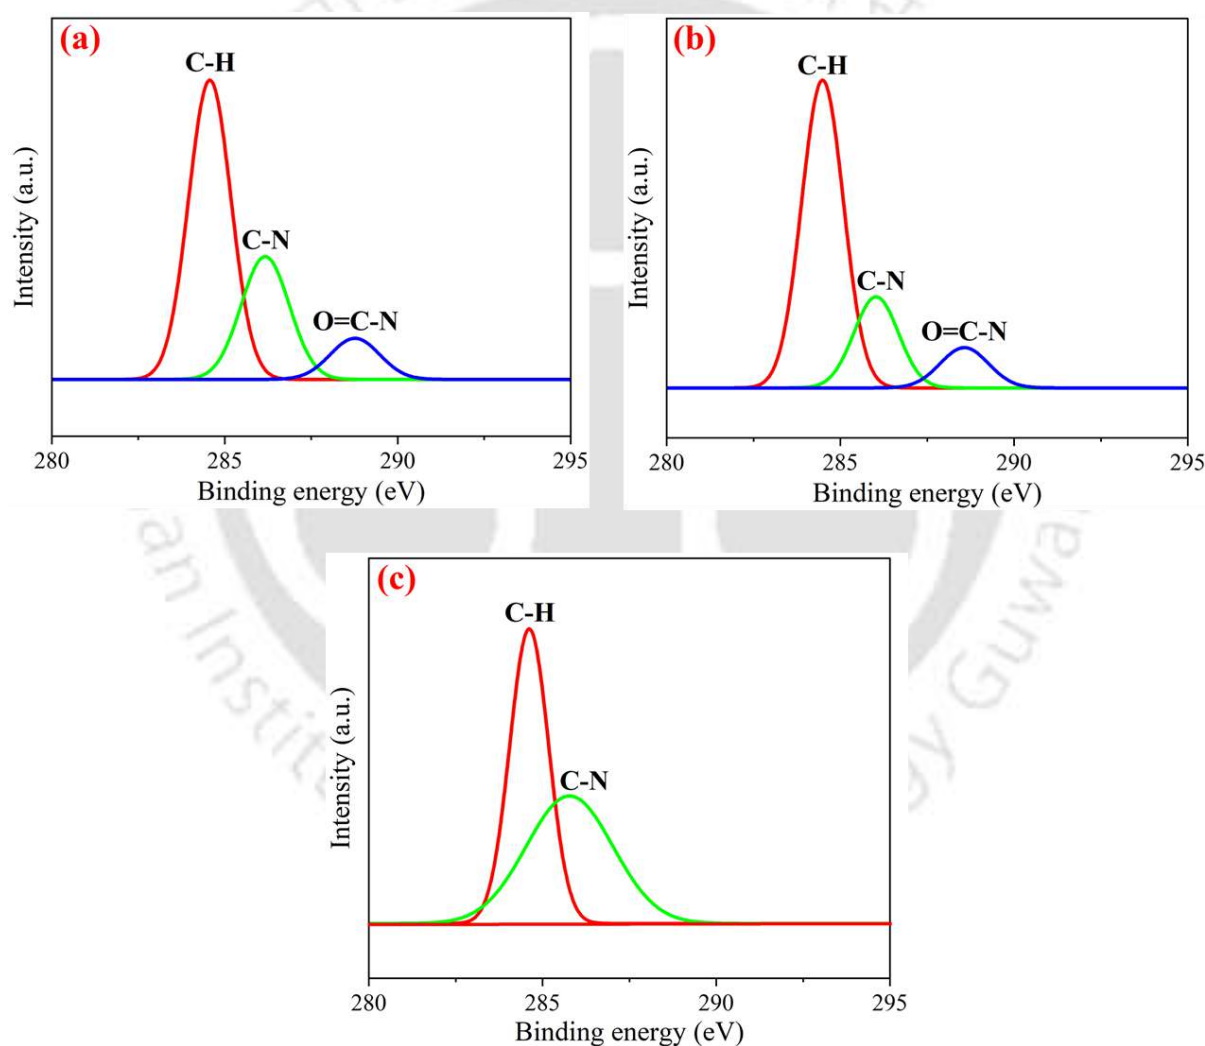 (a)
C-H
C-N
O=C-N
Intensity (a.u.)
280 285 290 295
Binding energy (eV)
(b)
C-H
C-N
O=C-N
Intensity (a.u.)
280 285 290 295
Binding energy (eV)
(c)
C-H
C-N
Intensity (a.u.)
280 285 290 295
Binding energy (eV)